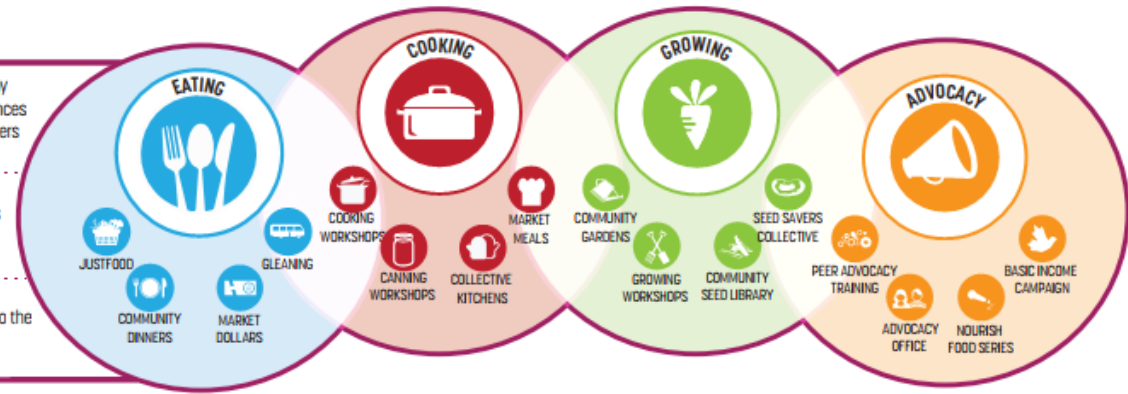 EATING
JUSTFOOD
COMMUNITY
DINNERS
MARKET
DOLLARS
GLEANING
COOKING
COOKING
WORKSHOPS
CANNING
WORKSHOPS
COLLECTIVE
KITCHENS
MARKET
MEALS
GROWING
COMMUNITY
GARDENS
GROWING
WORKSHOPS
COMMUNITY
SEED LIBRARY
SEED SAVERS
COLLECTIVE
ADVOCACY
PEER ADVOCACY
TRAINING
ADVOCACY
OFFICE
NOURISH
FOOD SERIES
BASIC INCOME
CAMPAIGN
the